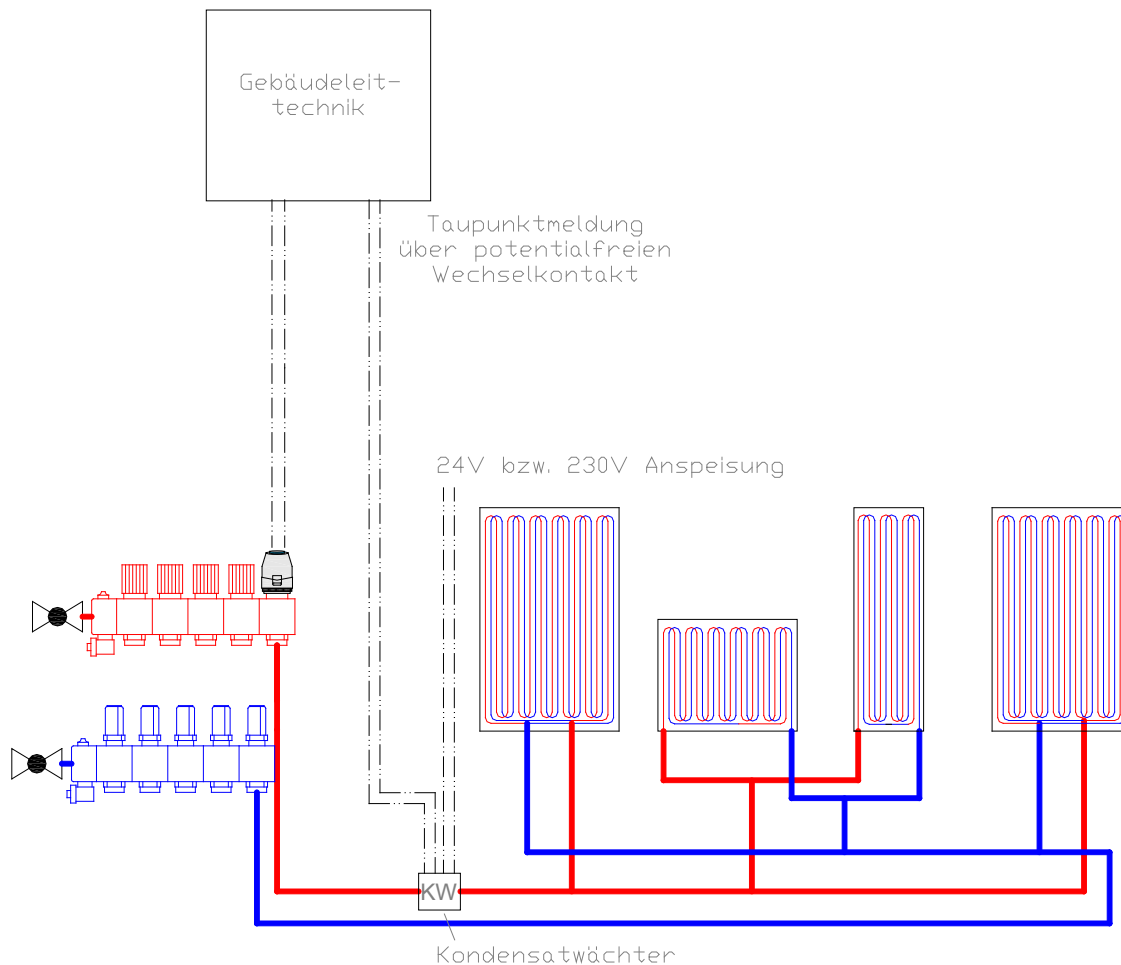 Gebäudeleit-
technik
Taupunktmeldung
über potentialfreien
Wechselkontakt
24V bzw. 230V Anspeisung
KW
Kondensatwächter